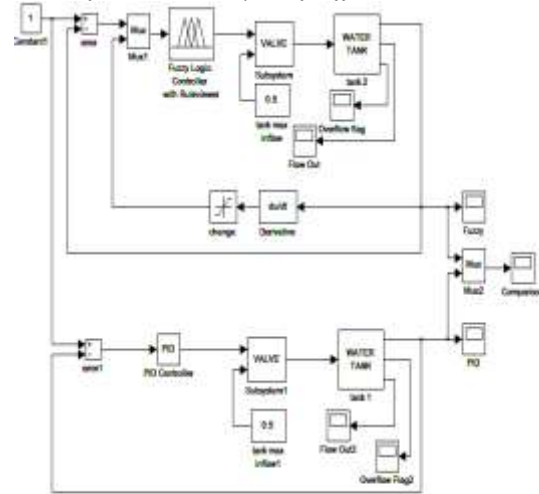 1
Constant1
error
Mux
Mux1
Fuzzy Logic
Controller
with Ruleviewer
VALVE
Subsystem
WATER
TANK
tank 2
0.5
tank max
inflow
Overflow flag
Flow Out
change
du/dt
Derivative
Fuzzy
Mux
Mux2
Comparison
error1
PID
PID Controller
VALVE
Subsystem1
WATER
TANK
tank 1
PID
0.5
tank max
inflow1
Flow Out2
Overflow Flag2